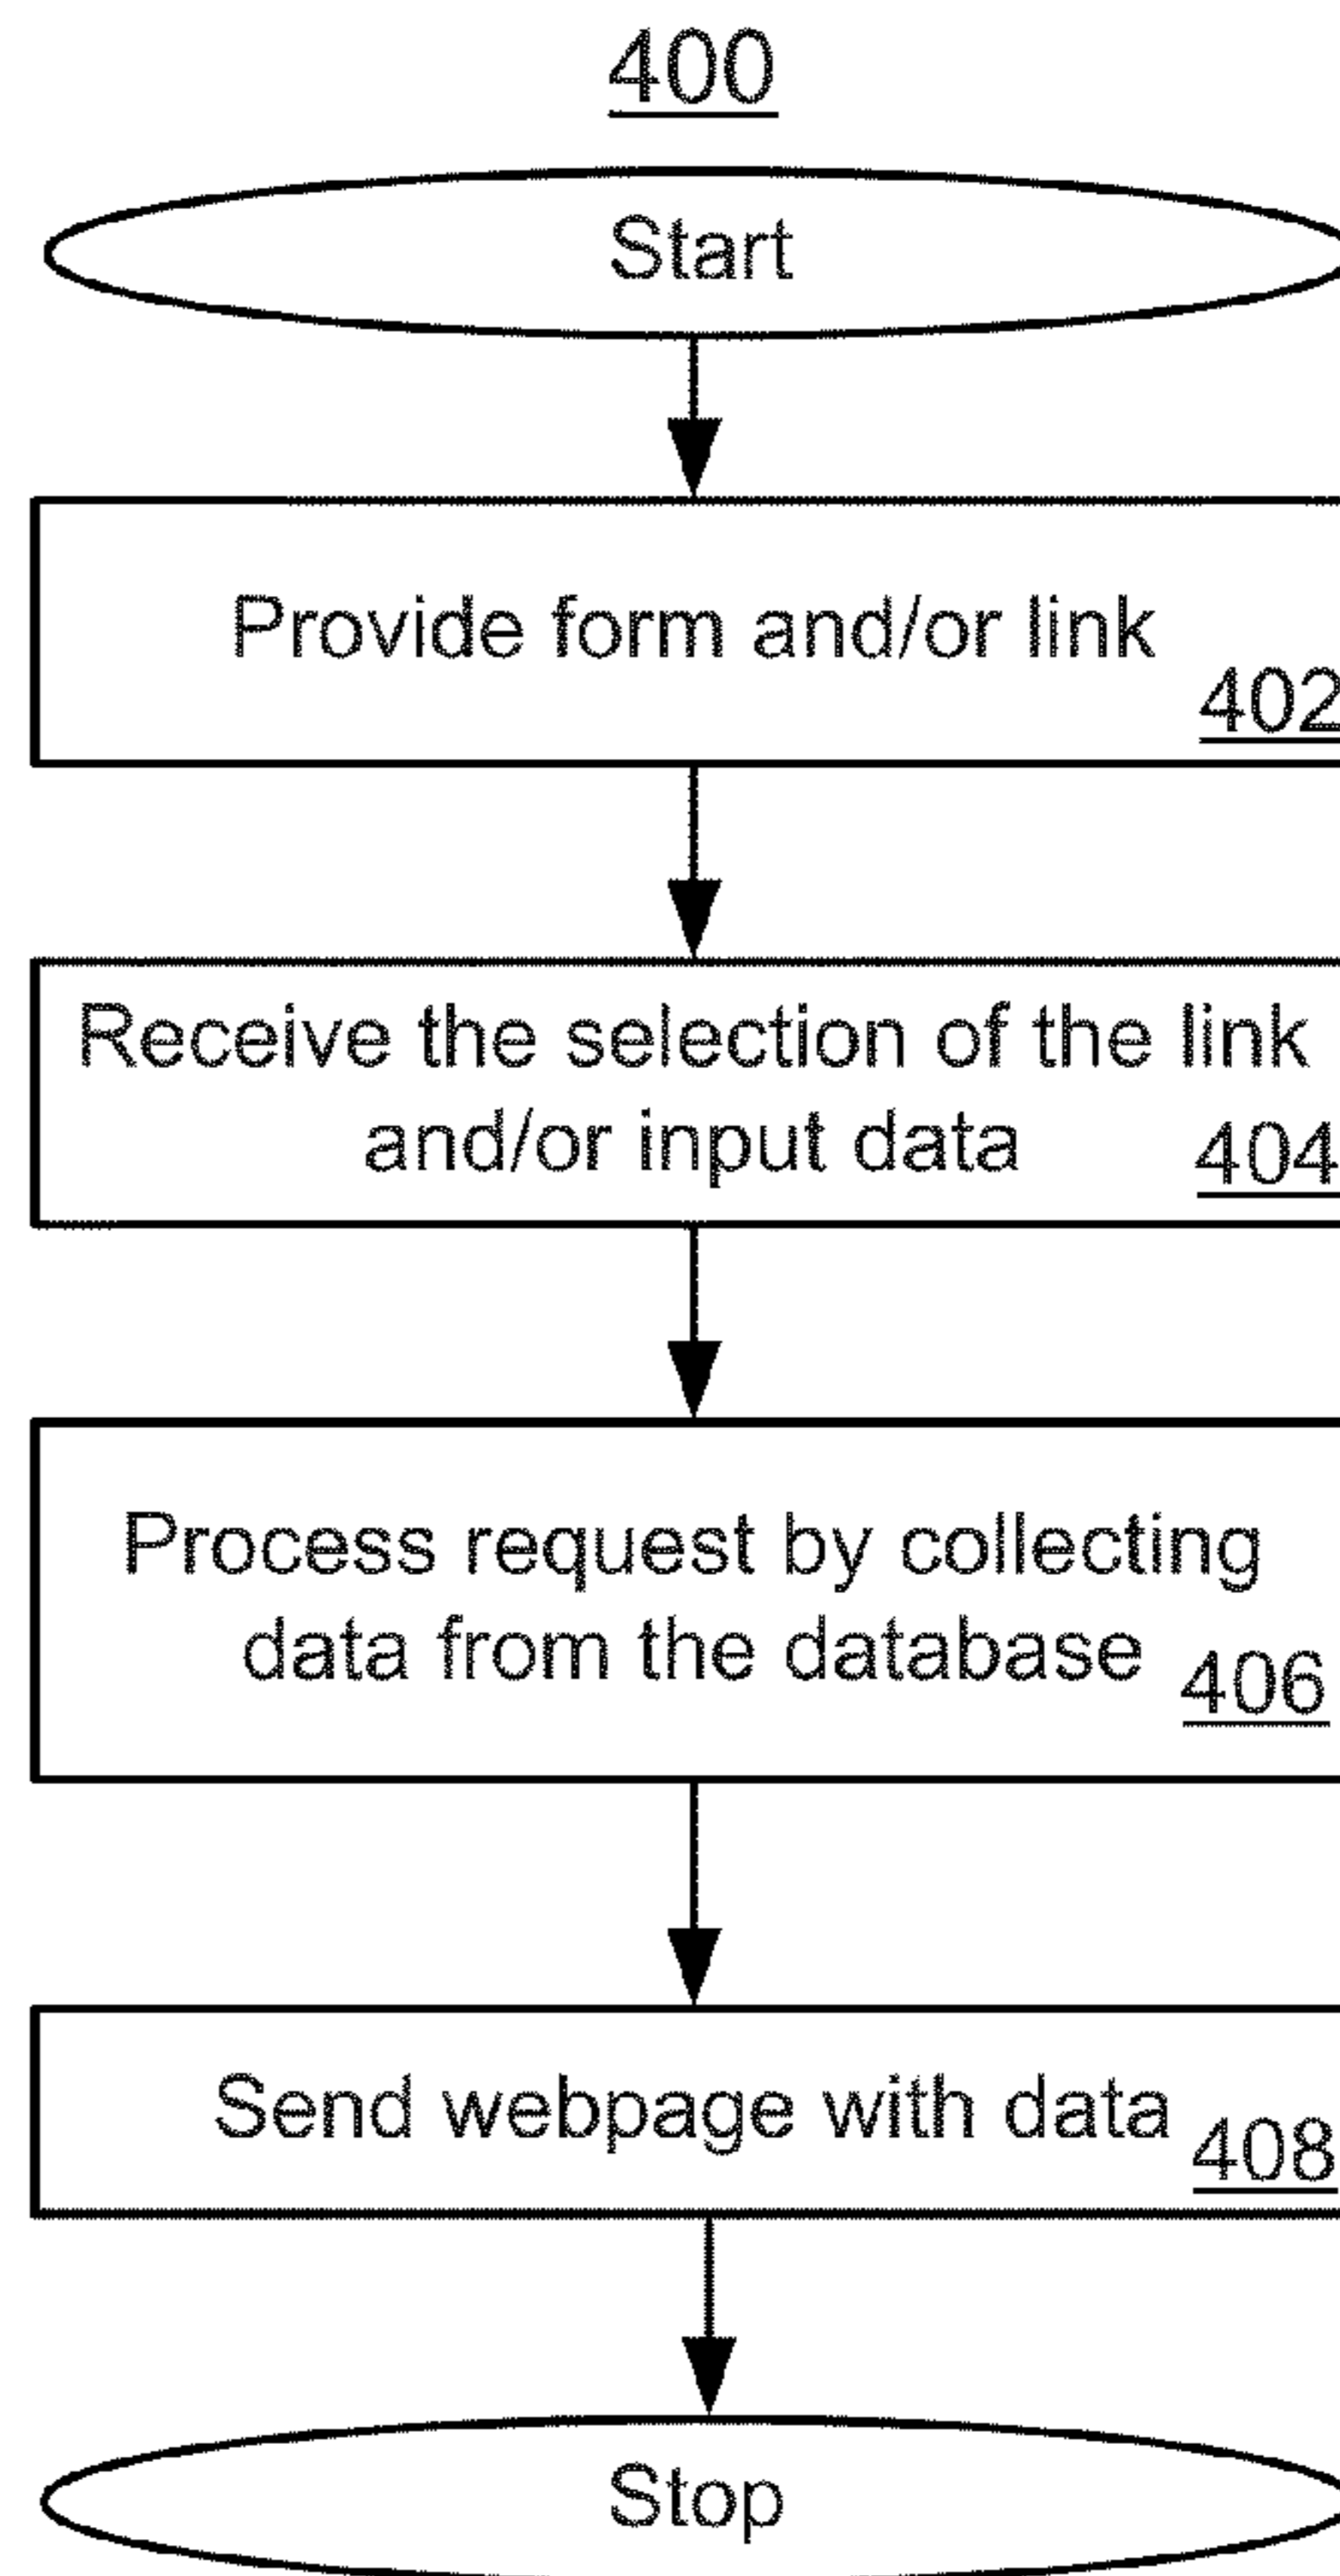 400
Start
Provide form and/or link
402
Receive the selection of the link
and/or input data
404
Process request by collecting
data from the database
406
Send webpage with data
408
Stop